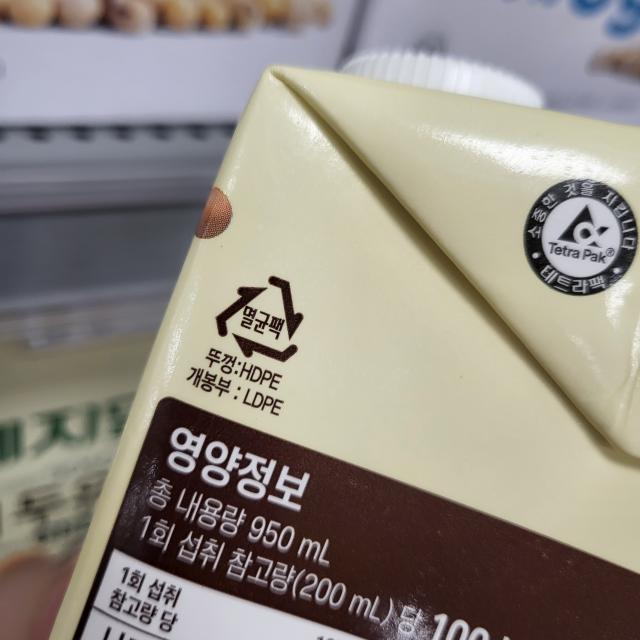 소중한 것을 지킵니다
Tetra Pak®
· 테트라팩 ·
멸균팩
뚜껑:HDPE
개봉부 : LDPE
영양정보
총 내용량 950 mL
1회 섭취 참고량(200 mL) 당
1회 섭취
참고량 당